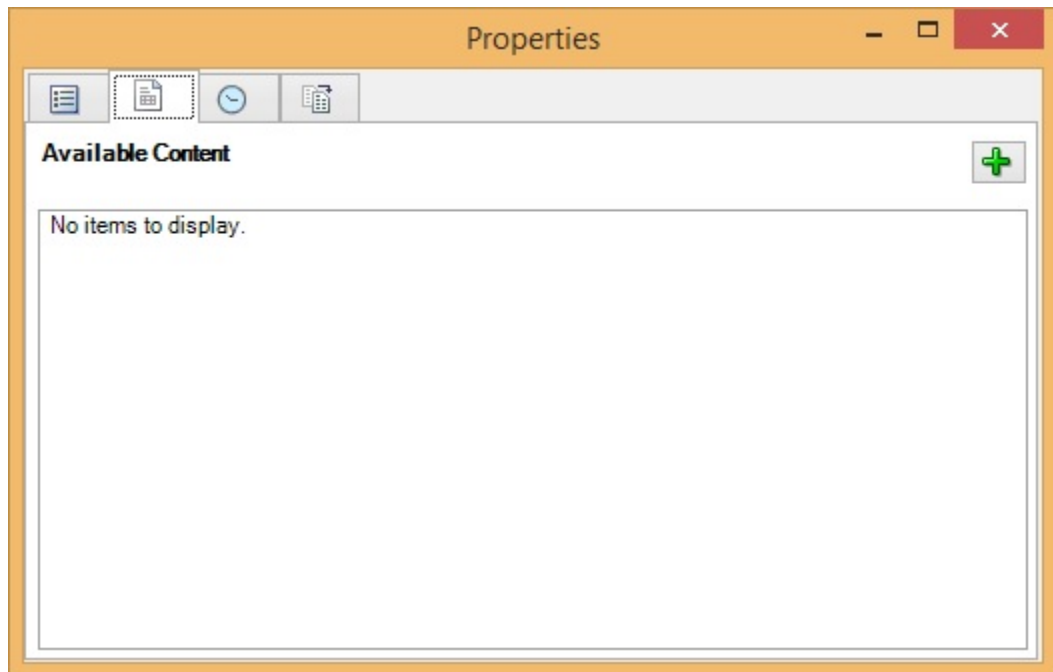 Properties
Available Content
No items to display.